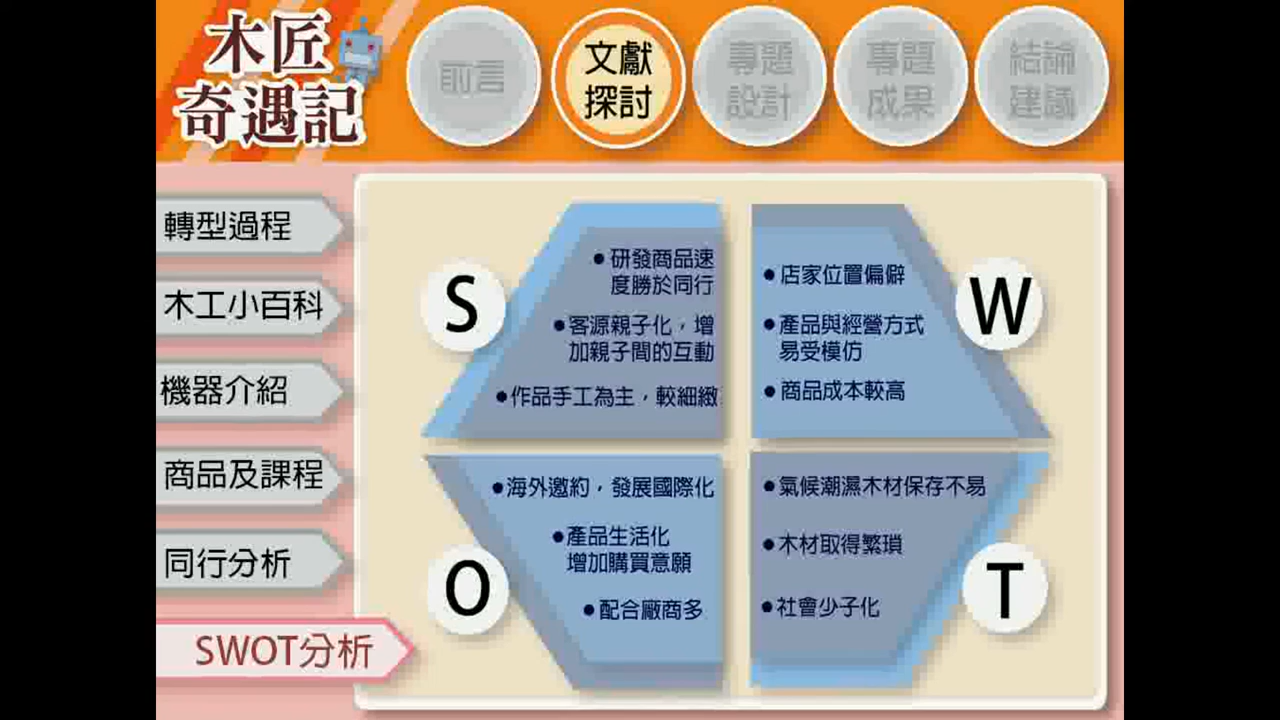 木匠
奇遇記
前言
文獻
探討
專題
設計
專題
成果
結論
建議
轉型過程
木工小百科
機器介紹
商品及課程
同行分析
SWOT分析
S
●研發商品速
度勝於同行
●客源親子化，增
加親子間的互動
●作品手工為主，較細緻
W
●店家位置偏僻
●產品與經營方式
易受模仿
●商品成本較高
O
●海外邀約，發展國際化
●產品生活化
增加購買意願
●配合廠商多
T
●氣候潮濕木材保存不易
●木材取得繁瑣
●社會少子化